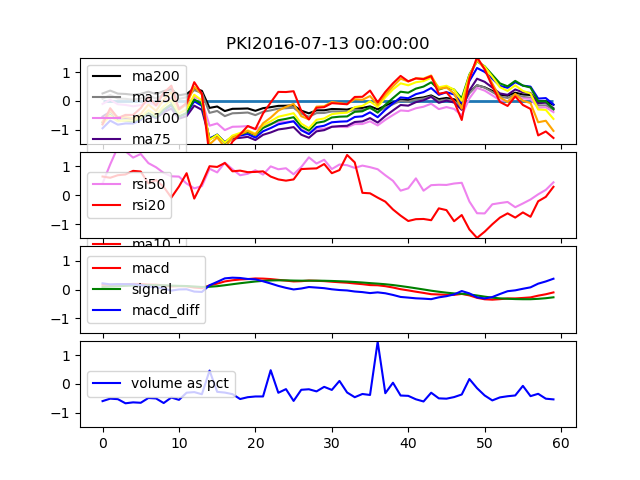 PKI2016-07-13 00:00:00
1
0
−1
ma200
ma150
ma100
ma75
1
0
−1
rsi50
rsi20
ma10
1
0
−1
macd
signal
macd_diff
1
0
−1
volume as pct
0 10 20 30 40 50 60